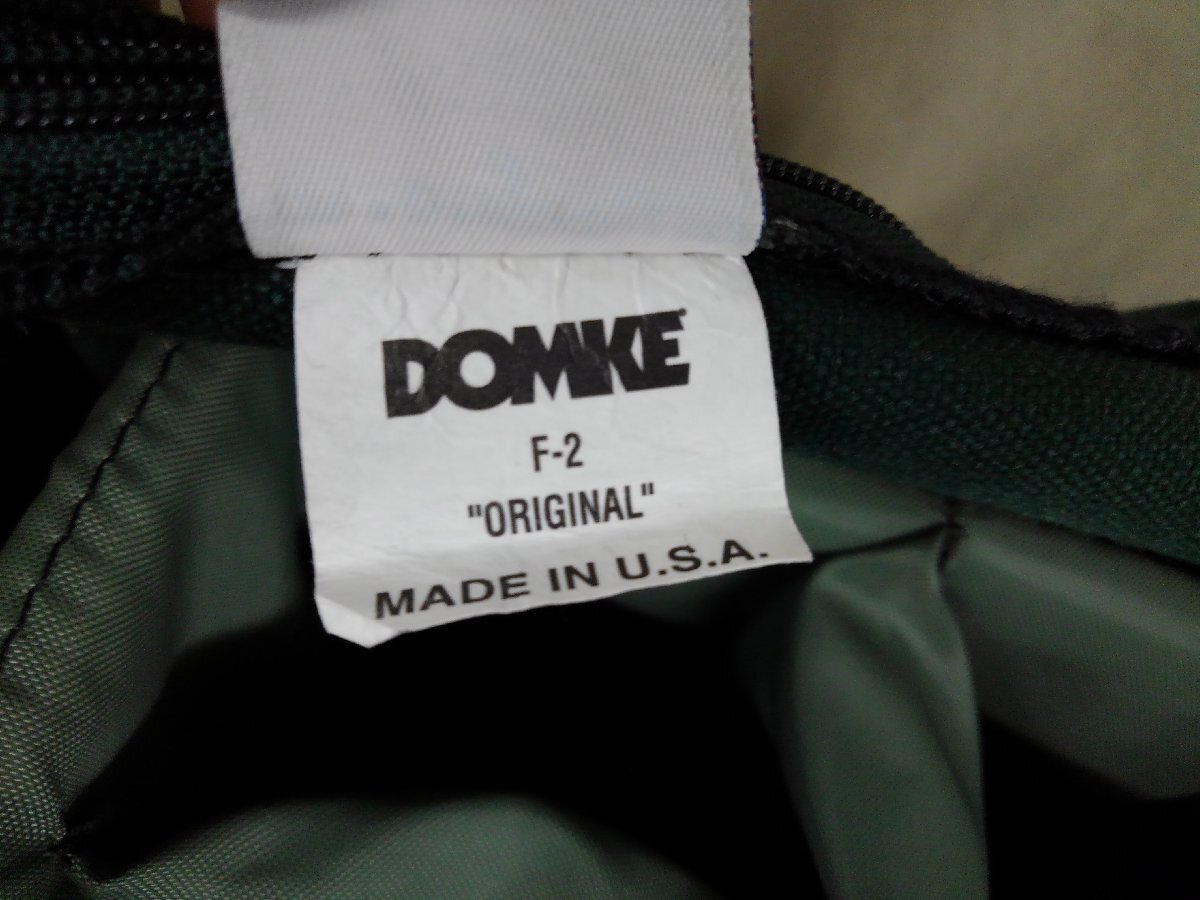 DOMKE®
F-2
"ORIGINAL"
MADE IN U.S.A.